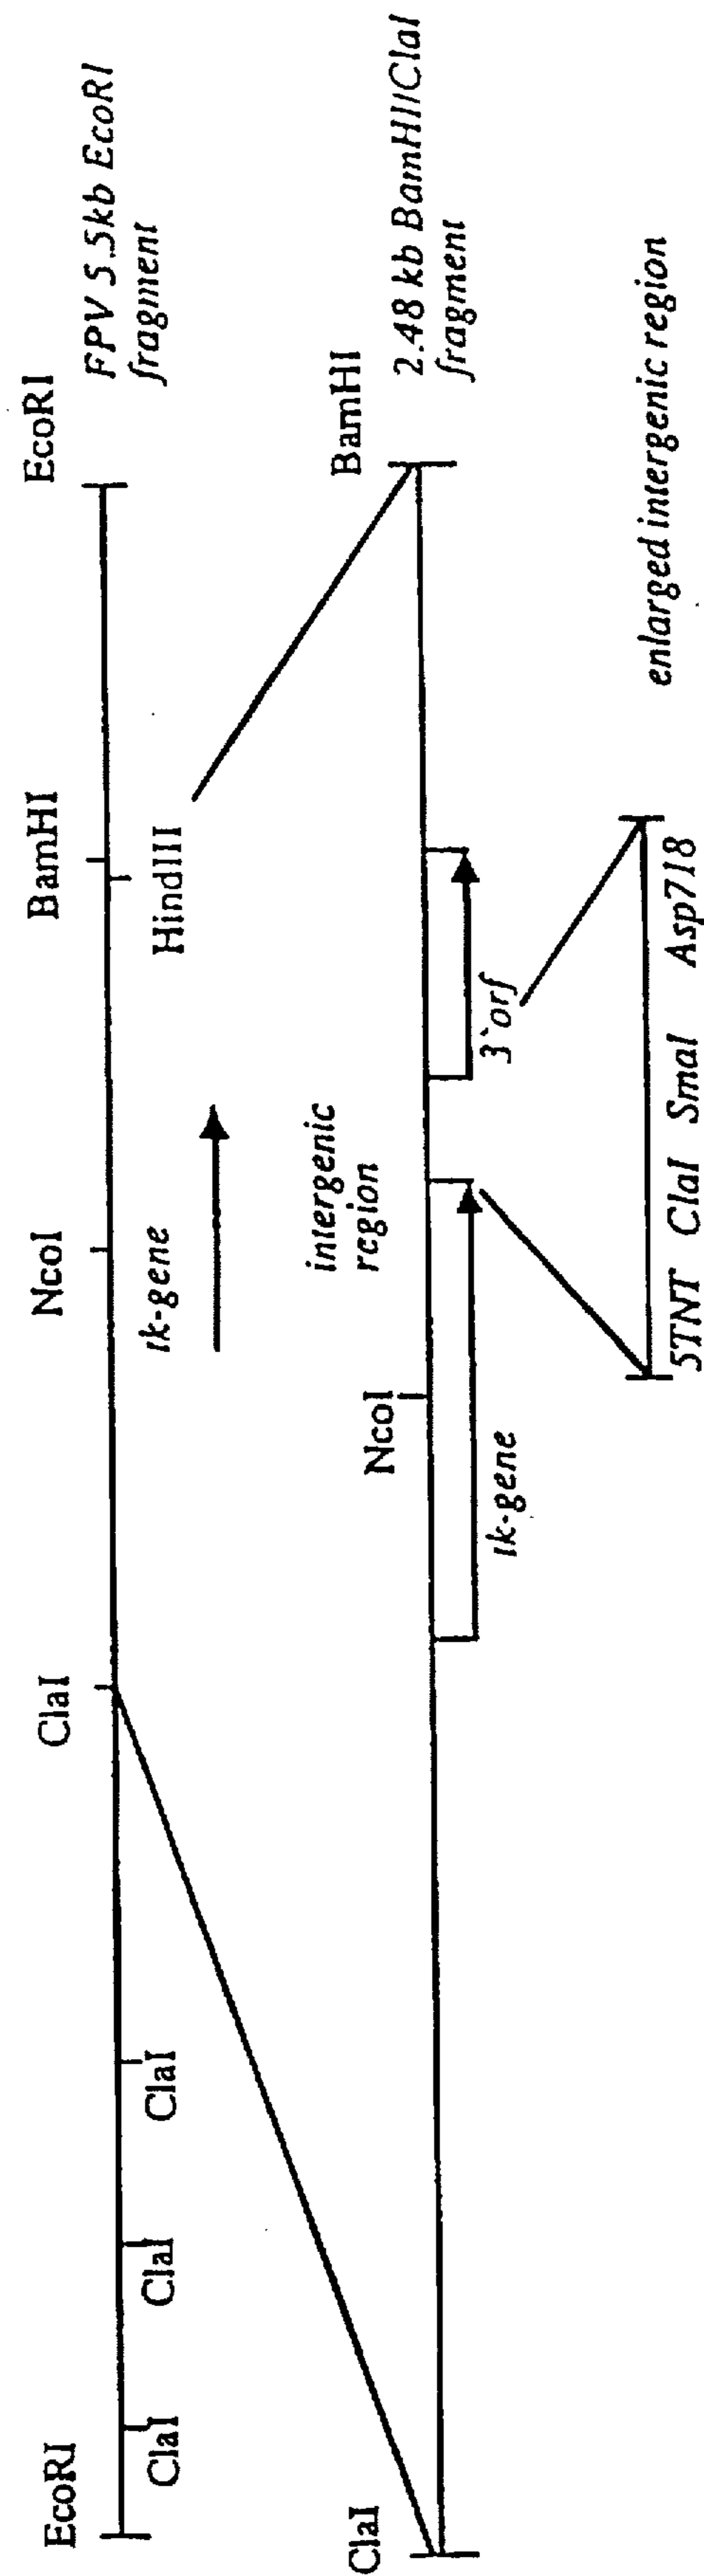 EcoRI ClaI NcoI BamHI EcoRI
FPV 5.5kb EcoRI
fragment
ClaI ClaI ClaI HindIII
tk-gene
ClaI NcoI BamHI
intergenic
region
2.48 kb BamHI/ClaI
fragment
tk-gene 3`orf
5TNT ClaI SmaI Asp718
enlarged intergenic region